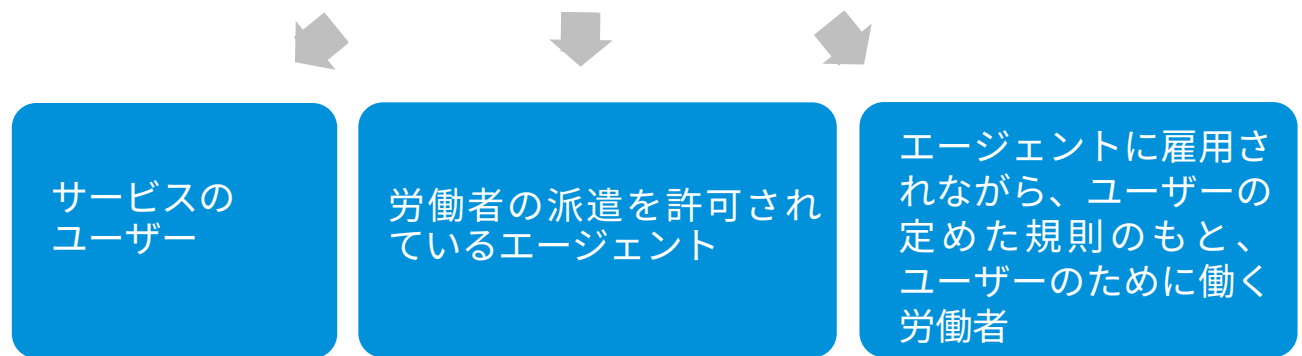 サービスの
ユーザー
労働者の派遣を許可され
ているエージェント
エージェントに雇用さ
れながら、ユーザーの
定めた規則のもと、
ユーザーのために働く
労働者